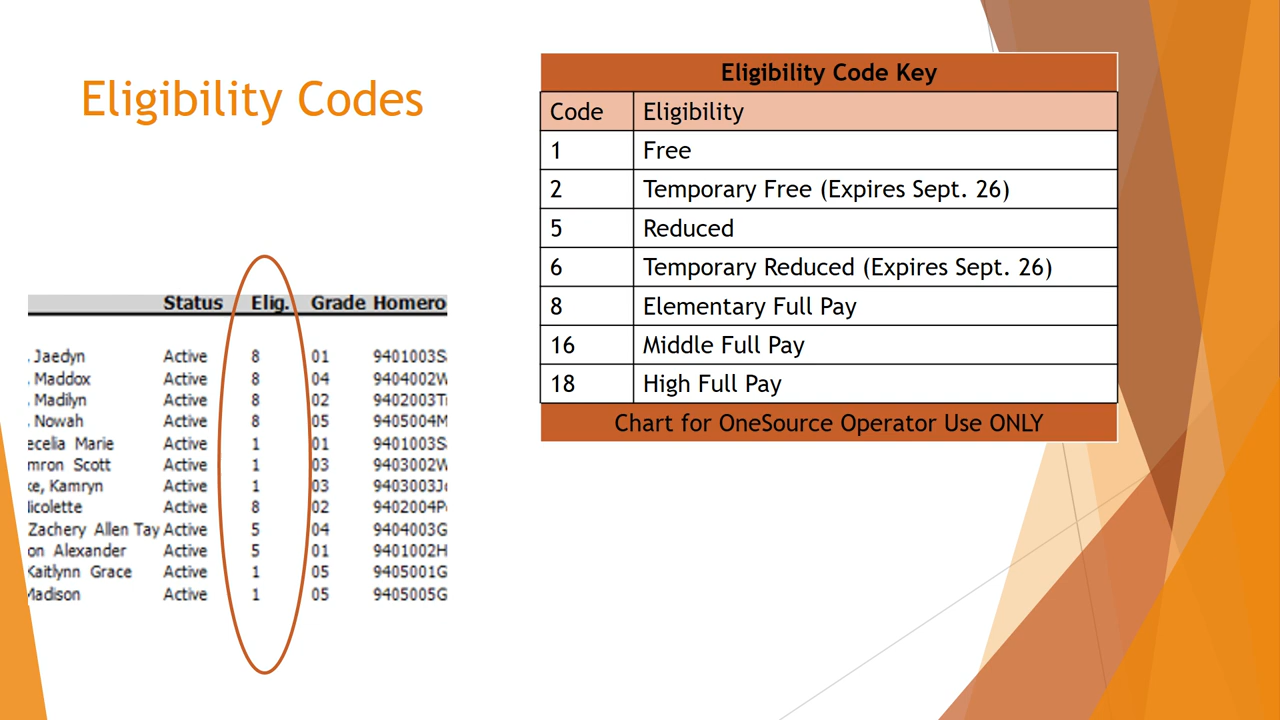 Eligibility Codes
Eligibility Code Key
Code Eligibility
1 Free
2 Temporary Free (Expires Sept. 26)
5 Reduced
6 Temporary Reduced (Expires Sept. 26)
8 Elementary Full Pay
16 Middle Full Pay
18 High Full Pay
Chart for OneSource Operator Use ONLY
Status Elig. Grade Homero
, Jaedyn Active 8 01 9401003S
, Maddox Active 8 04 9404002W
, Madilyn Active 8 02 9402003T
, Nowah Active 8 05 9405004M
ecelia Marie Active 1 01 9401003S
mron Scott Active 1 03 9403002W
ke, Kamryn Active 1 03 9403003J
licolette Active 8 02 9402004P
Zachery Allen Tay Active 5 04 9404003G
on Alexander Active 5 01 9401002H
Kaitlynn Grace Active 1 05 9405001G
Madison Active 1 05 9405005G